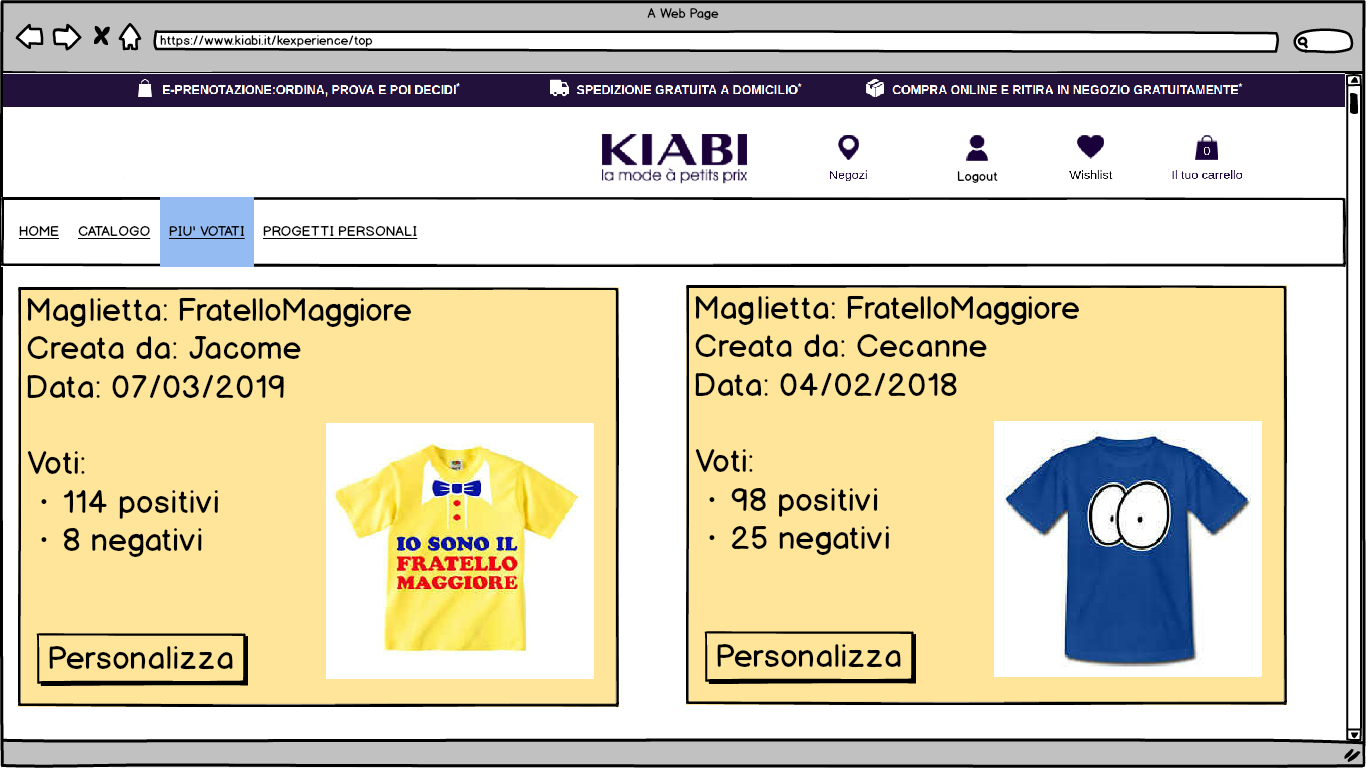 A Web Page
https://www.kiabi.it/kexperience/top
E-PRENOTAZIONE:ORDINA, PROVA E POI DECIDI*
SPEDIZIONE GRATUITA A DOMICILIO*
COMPRA ONLINE E RITIRA IN NEGOZIO GRATUITAMENTE*
KIABI
la mode à petits prix
Negozi
Logout
Wishlist
0
Il tuo carrello
HOME
CATALOGO
PIU' VOTATI
PROGETTI PERSONALI
Maglietta: FratelloMaggiore
Creata da: Jacome
Data: 07/03/2019
Voti:
• 114 positivi
• 8 negativi
IO SONO IL
FRATELLO
MAGGIORE
Personalizza
Maglietta: FratelloMaggiore
Creata da: Cecanne
Data: 04/02/2018
Voti:
• 98 positivi
• 25 negativi
Personalizza